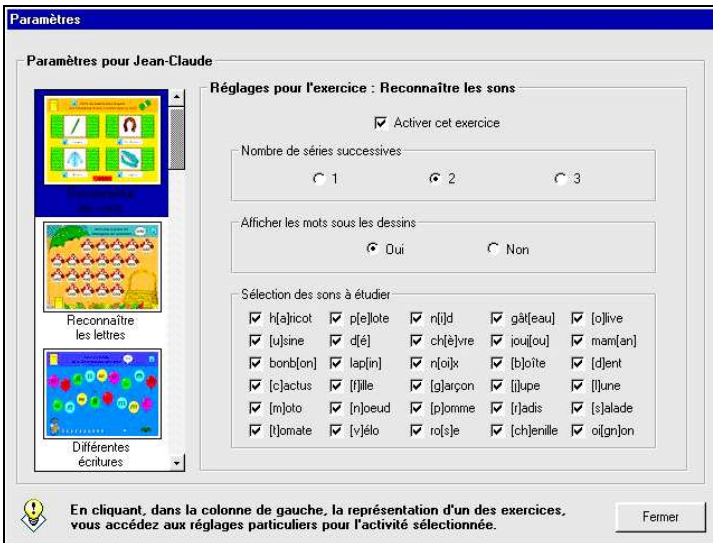 Paramètres
Paramètres pour Jean-Claude
Reconnaître
les lettres
Différentes
écritures
Réglages pour l'exercice : Reconnaître les sons
Activer cet exercice
Nombre de séries successives
1 2 3
Afficher les mots sous les dessins
Oui Non
Sélection des sons à étudier
h[a]ricot p[e]lote n[i]d gât[eau] [o]live
[u]sine d[é] ch[è]vre jouj[ou] mam[an]
bonb[on] lap[in] n[oi]x [b]oîte [d]ent
[c]actus [f]ille [g]arçon [j]upe [l]une
[m]oto [n]oeud [p]omme [r]adis [s]alade
[t]omate [v]élo ro[s]e [ch]enille oi[gn]on
En cliquant, dans la colonne de gauche, la représentation d'un des exercices,
vous accédez aux réglages particuliers pour l'activité sélectionnée.
Fermer